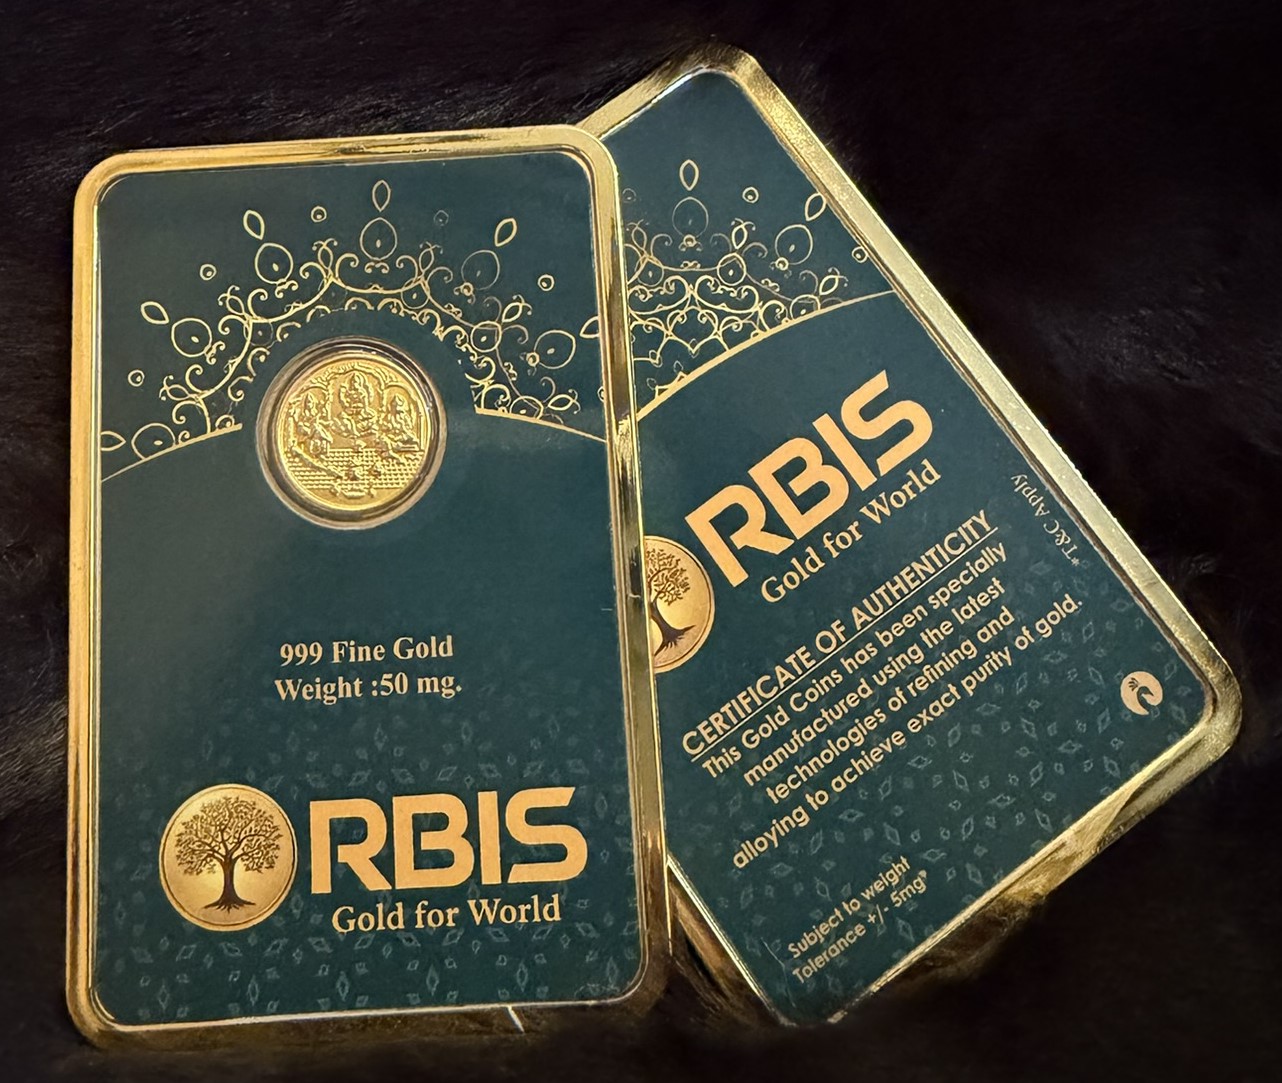 999 Fine Gold
Weight :50 mg.
RBIS
Gold for World
RBIS
Gold for World
CERTIFICATE OF AUTHENTICITY
This Gold Coins has been specially
manufactured using the latest
technologies of refining and
alloying to achieve exact purity of gold.
*T&C Apply
Subject to weight
Tolerance +/- 5mg*